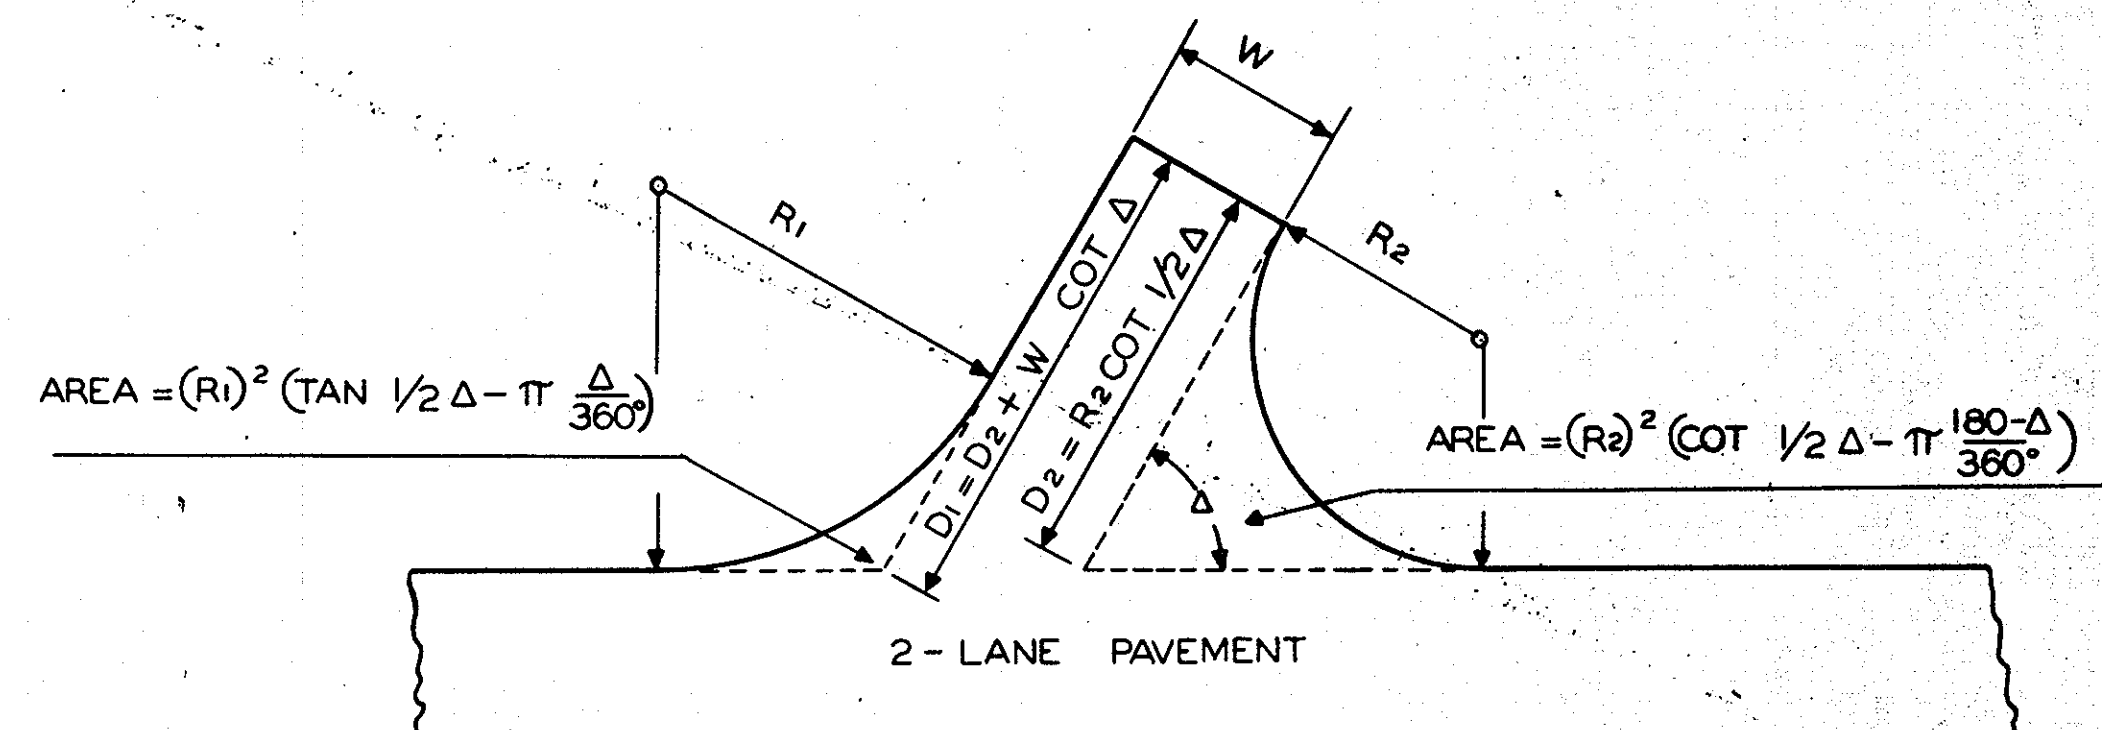 W
R1
R2
D1 = D2 + W COT Δ
D2 = R2 COT 1/2 Δ
Δ
AREA = (R1)² (TAN 1/2 Δ - π Δ/360°)
AREA = (R2)² (COT 1/2 Δ - π 180-Δ/360°)
2 - LANE PAVEMENT